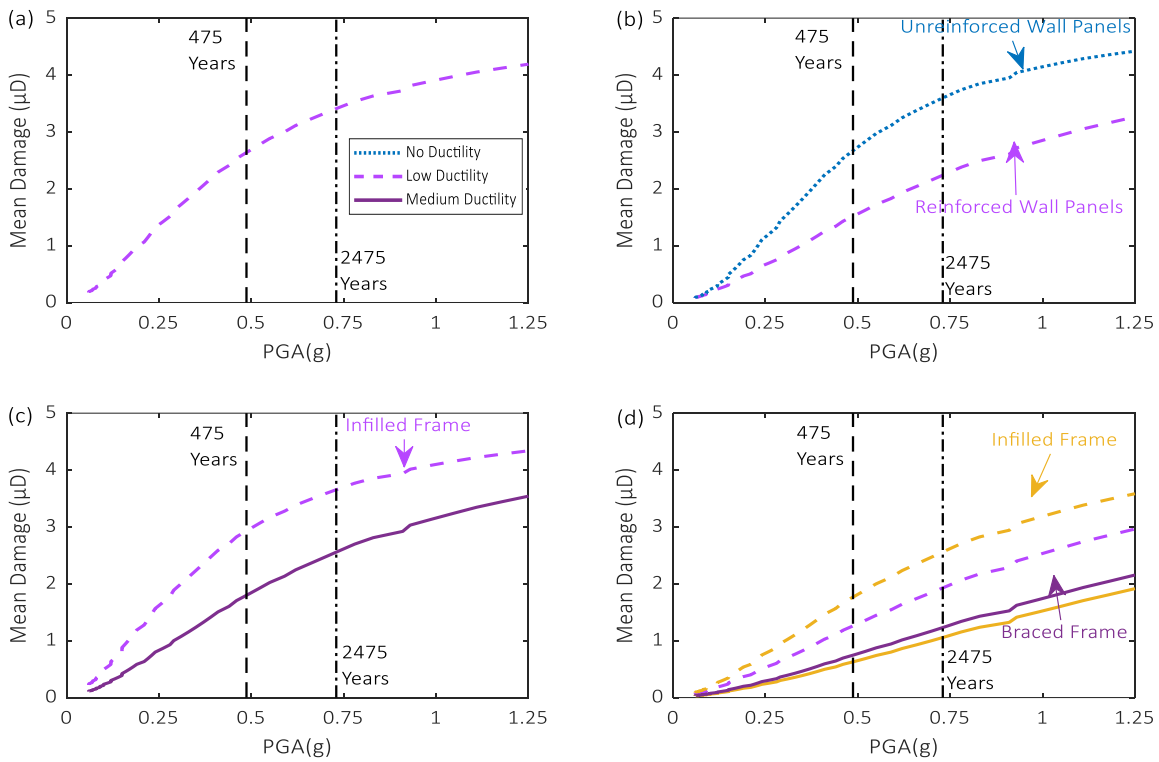 (a)
5
4
3
2
1
0
Mean Damage (µD)
475
Years
No Ductility
Low Ductility
Medium Ductility
2475
Years
0
0.25
0.5
0.75
1
1.25
PGA(g)
(b)
5
4
3
2
1
0
Mean Damage (µD)
Unreinforced Wall Panels
475
Years
Reinforced Wall Panels
2475
Years
0
0.25
0.5
0.75
1
1.25
PGA(g)
(c)
5
4
3
2
1
0
Mean Damage (µD)
Infilled Frame
475
Years
2475
Years
0
0.25
0.5
0.75
1
1.25
PGA(g)
(d)
5
4
3
2
1
0
Mean Damage (µD)
475
Years
Infilled Frame
Braced Frame
2475
Years
0
0.25
0.5
0.75
1
1.25
PGA(g)